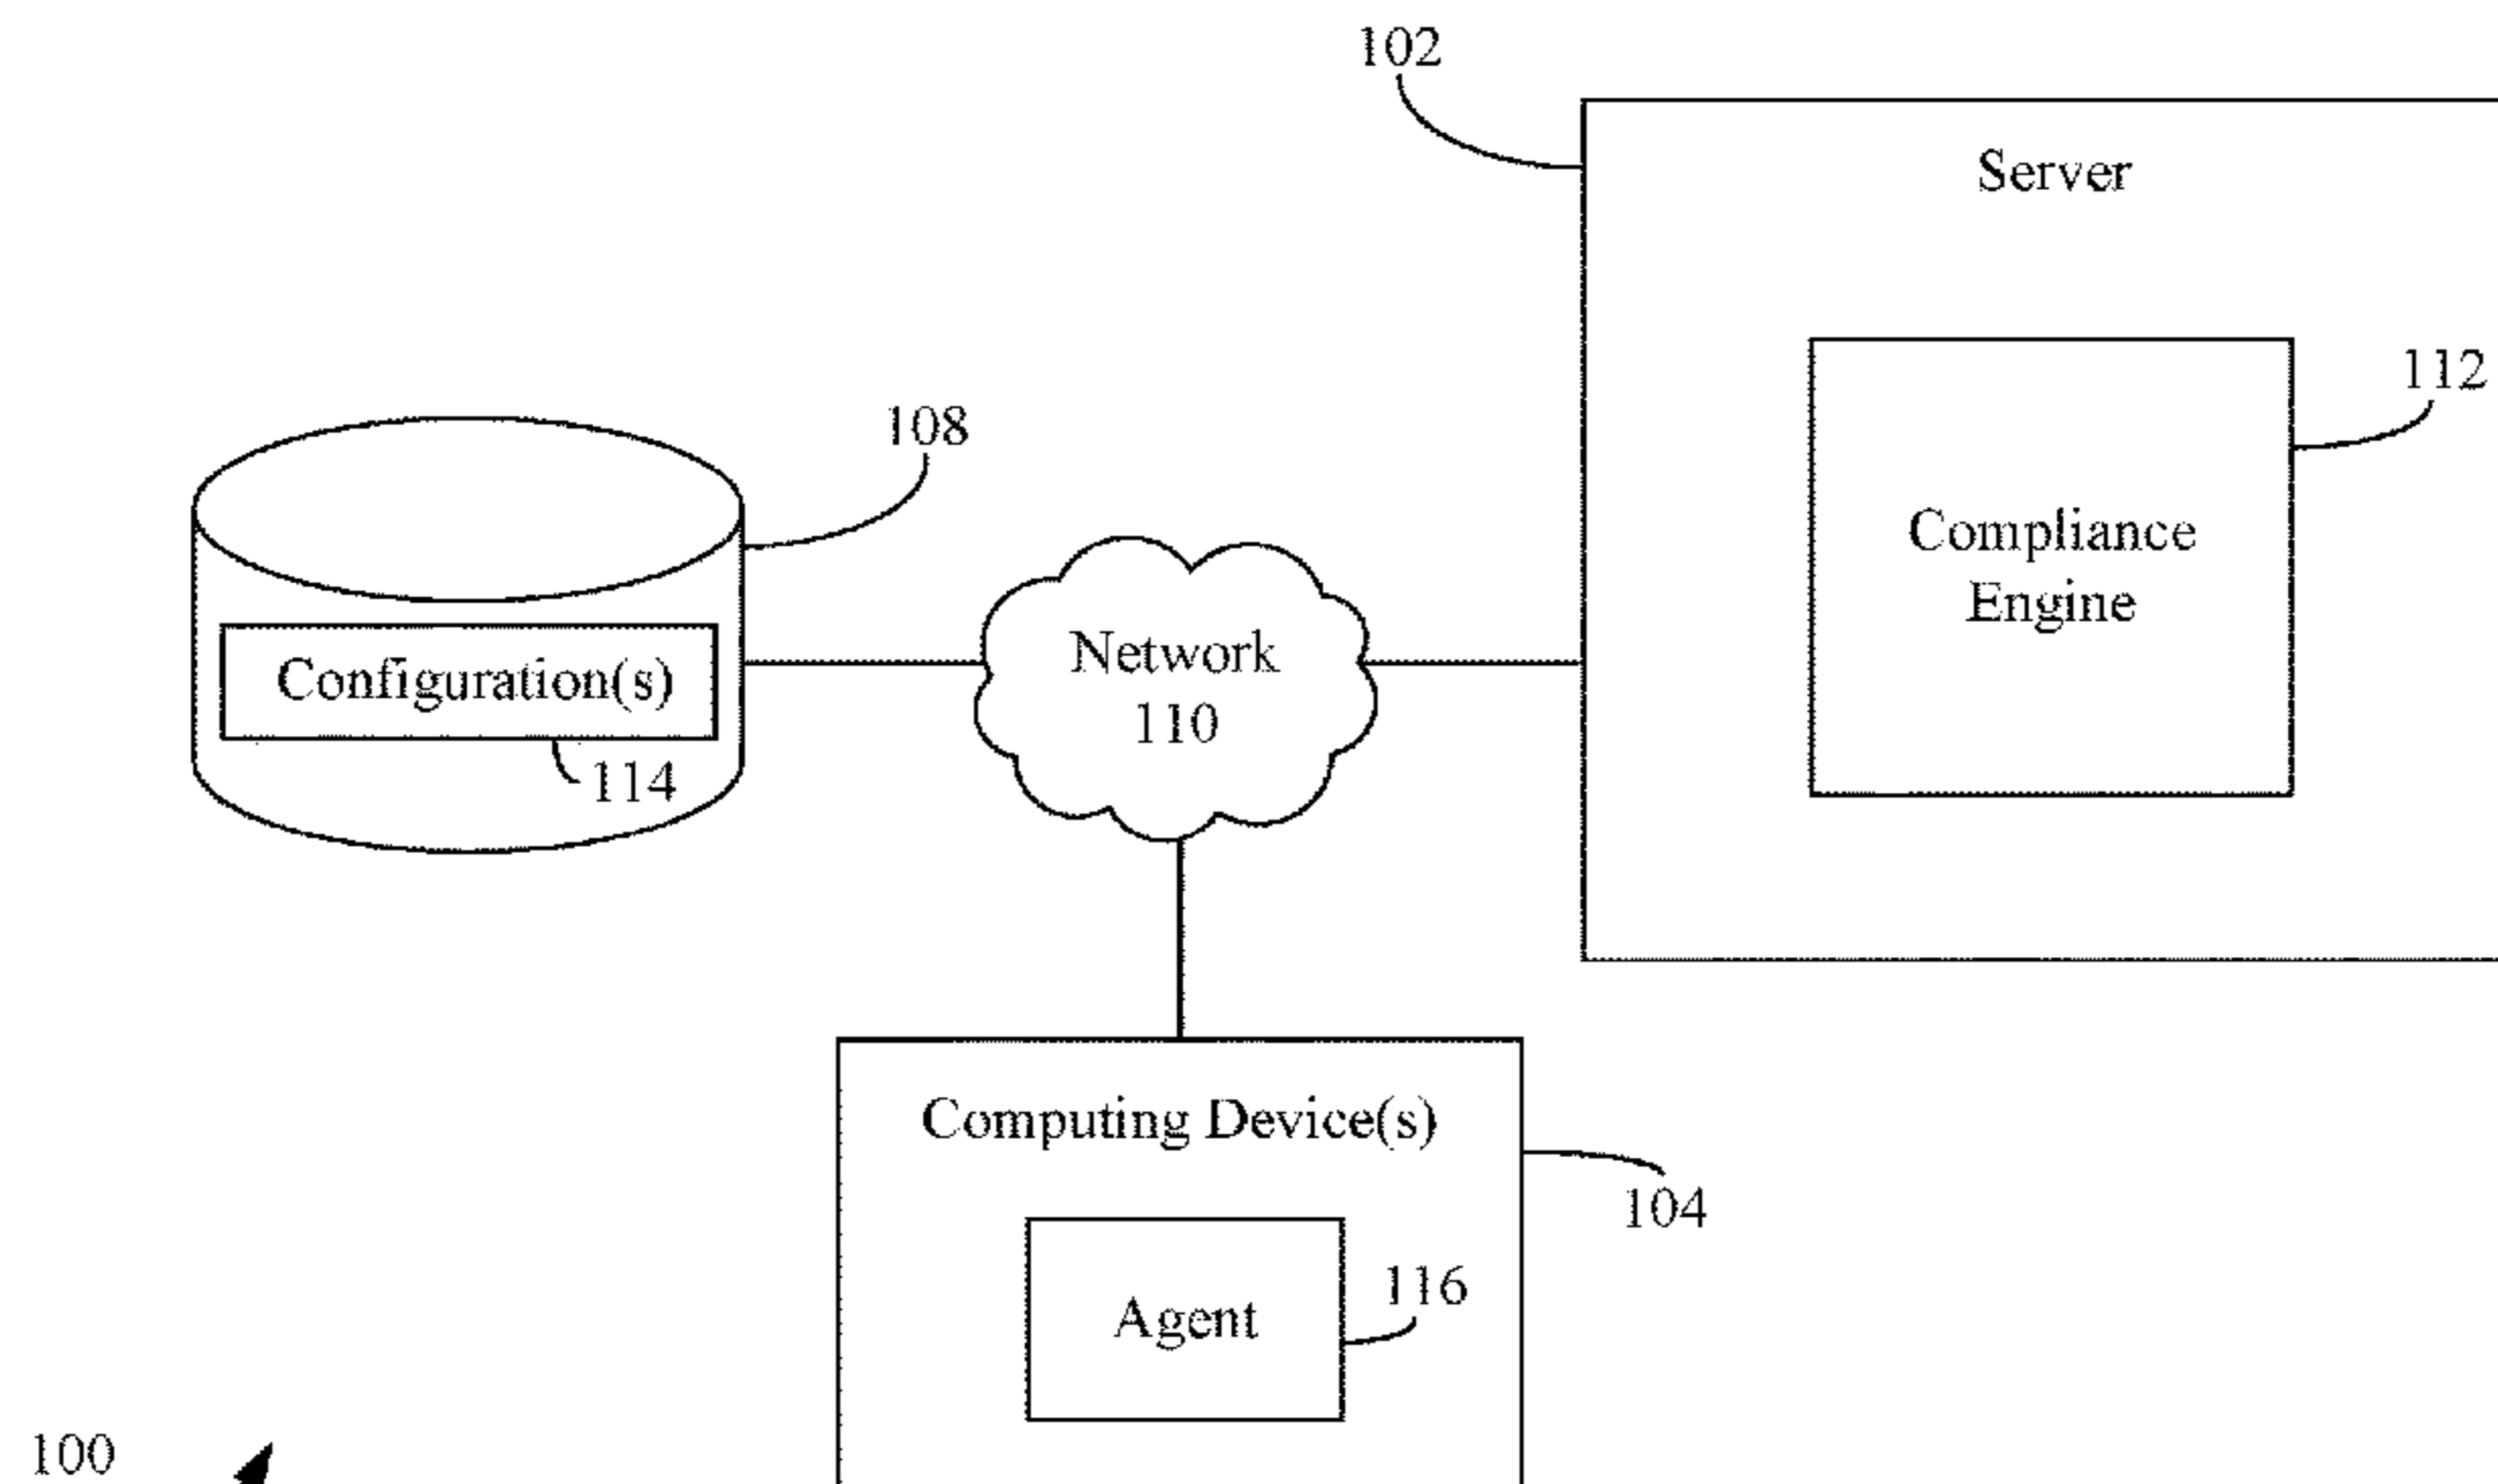 102
Server
112
108
Compliance
Engine
Network
110
Configuration(s)
114
Computing Device(s)
104
116
Agent
100